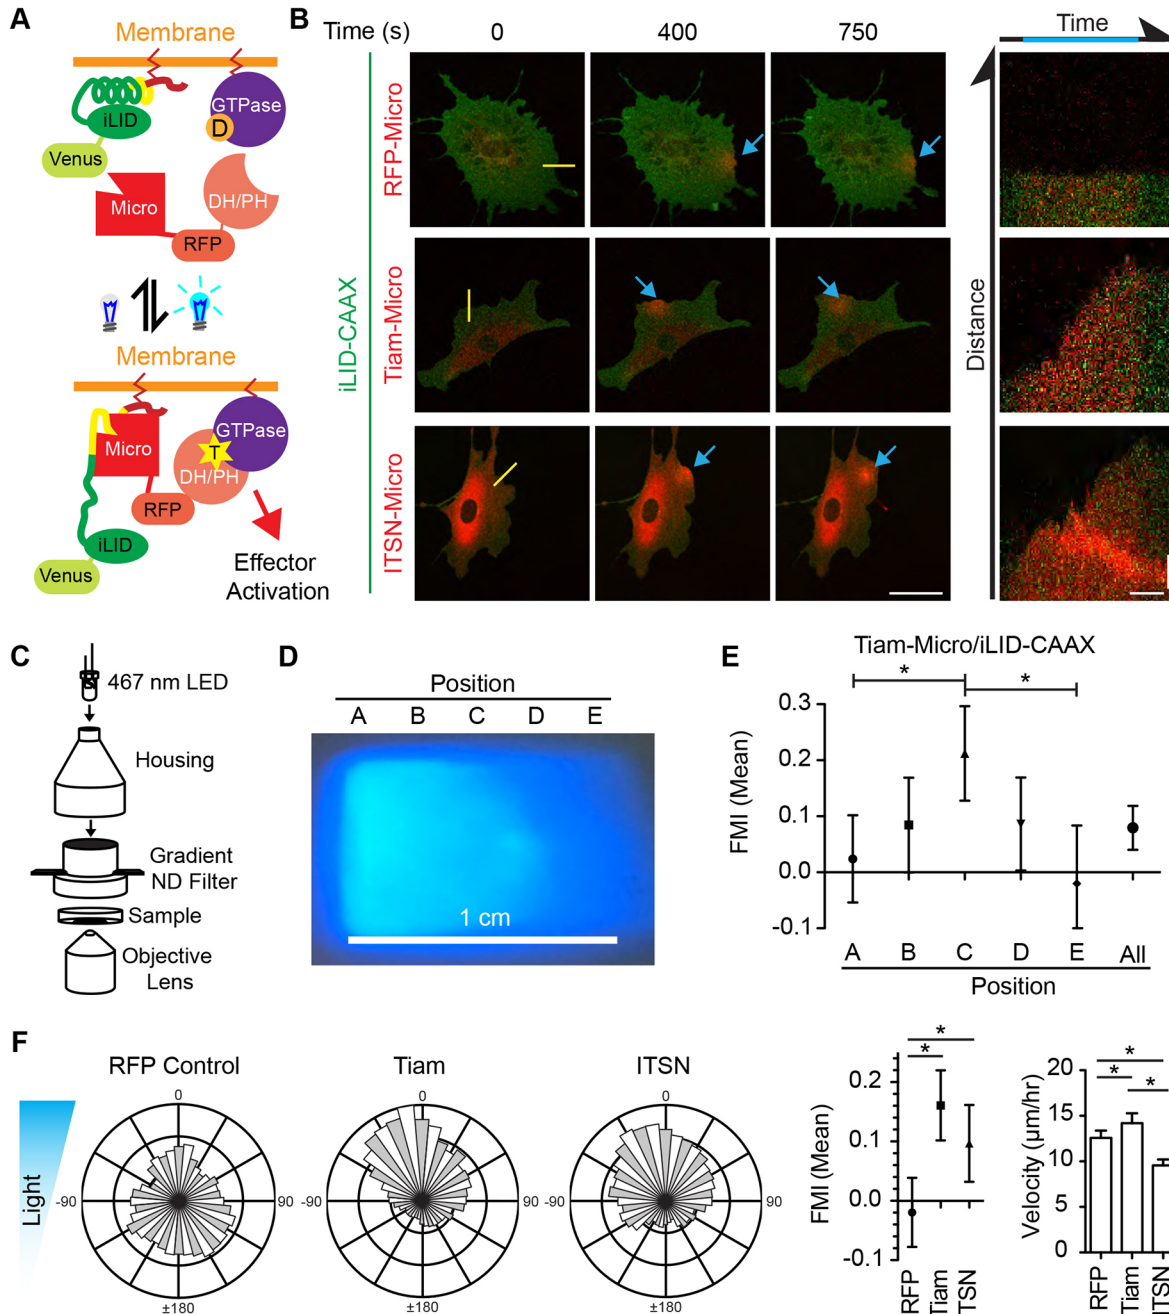 A
Membrane
GTPase
D
iLID
Venus
Micro
DH/PH
RFP
Membrane
GTPase
T
Micro
DH/PH
RFP
iLID
Venus
Effector
Activation
B
Time (s) 0 400 750
Time
iLID-CAAX
RFP-Micro
Tiam-Micro
ITSN-Micro
Distance
C
467 nm LED
Housing
Gradient
ND Filter
Sample
Objective
Lens
D
Position
A B C D E
1 cm
E
Tiam-Micro/iLID-CAAX
* *
FMI (Mean)
0.3
0.2
0.1
0.0
-0.1
A B C D E All
Position
F
Light
RFP Control
0
-90 90
±180
Tiam
0
-90 90
±180
ITSN
0
-90 90
±180
*
*
FMI (Mean)
0.2
0.1
0.0
-0.1
RFP
Tiam
TSN
*
* *
Velocity (µm/hr)
20
15
10
5
0
RFP
Tiam
ITSN